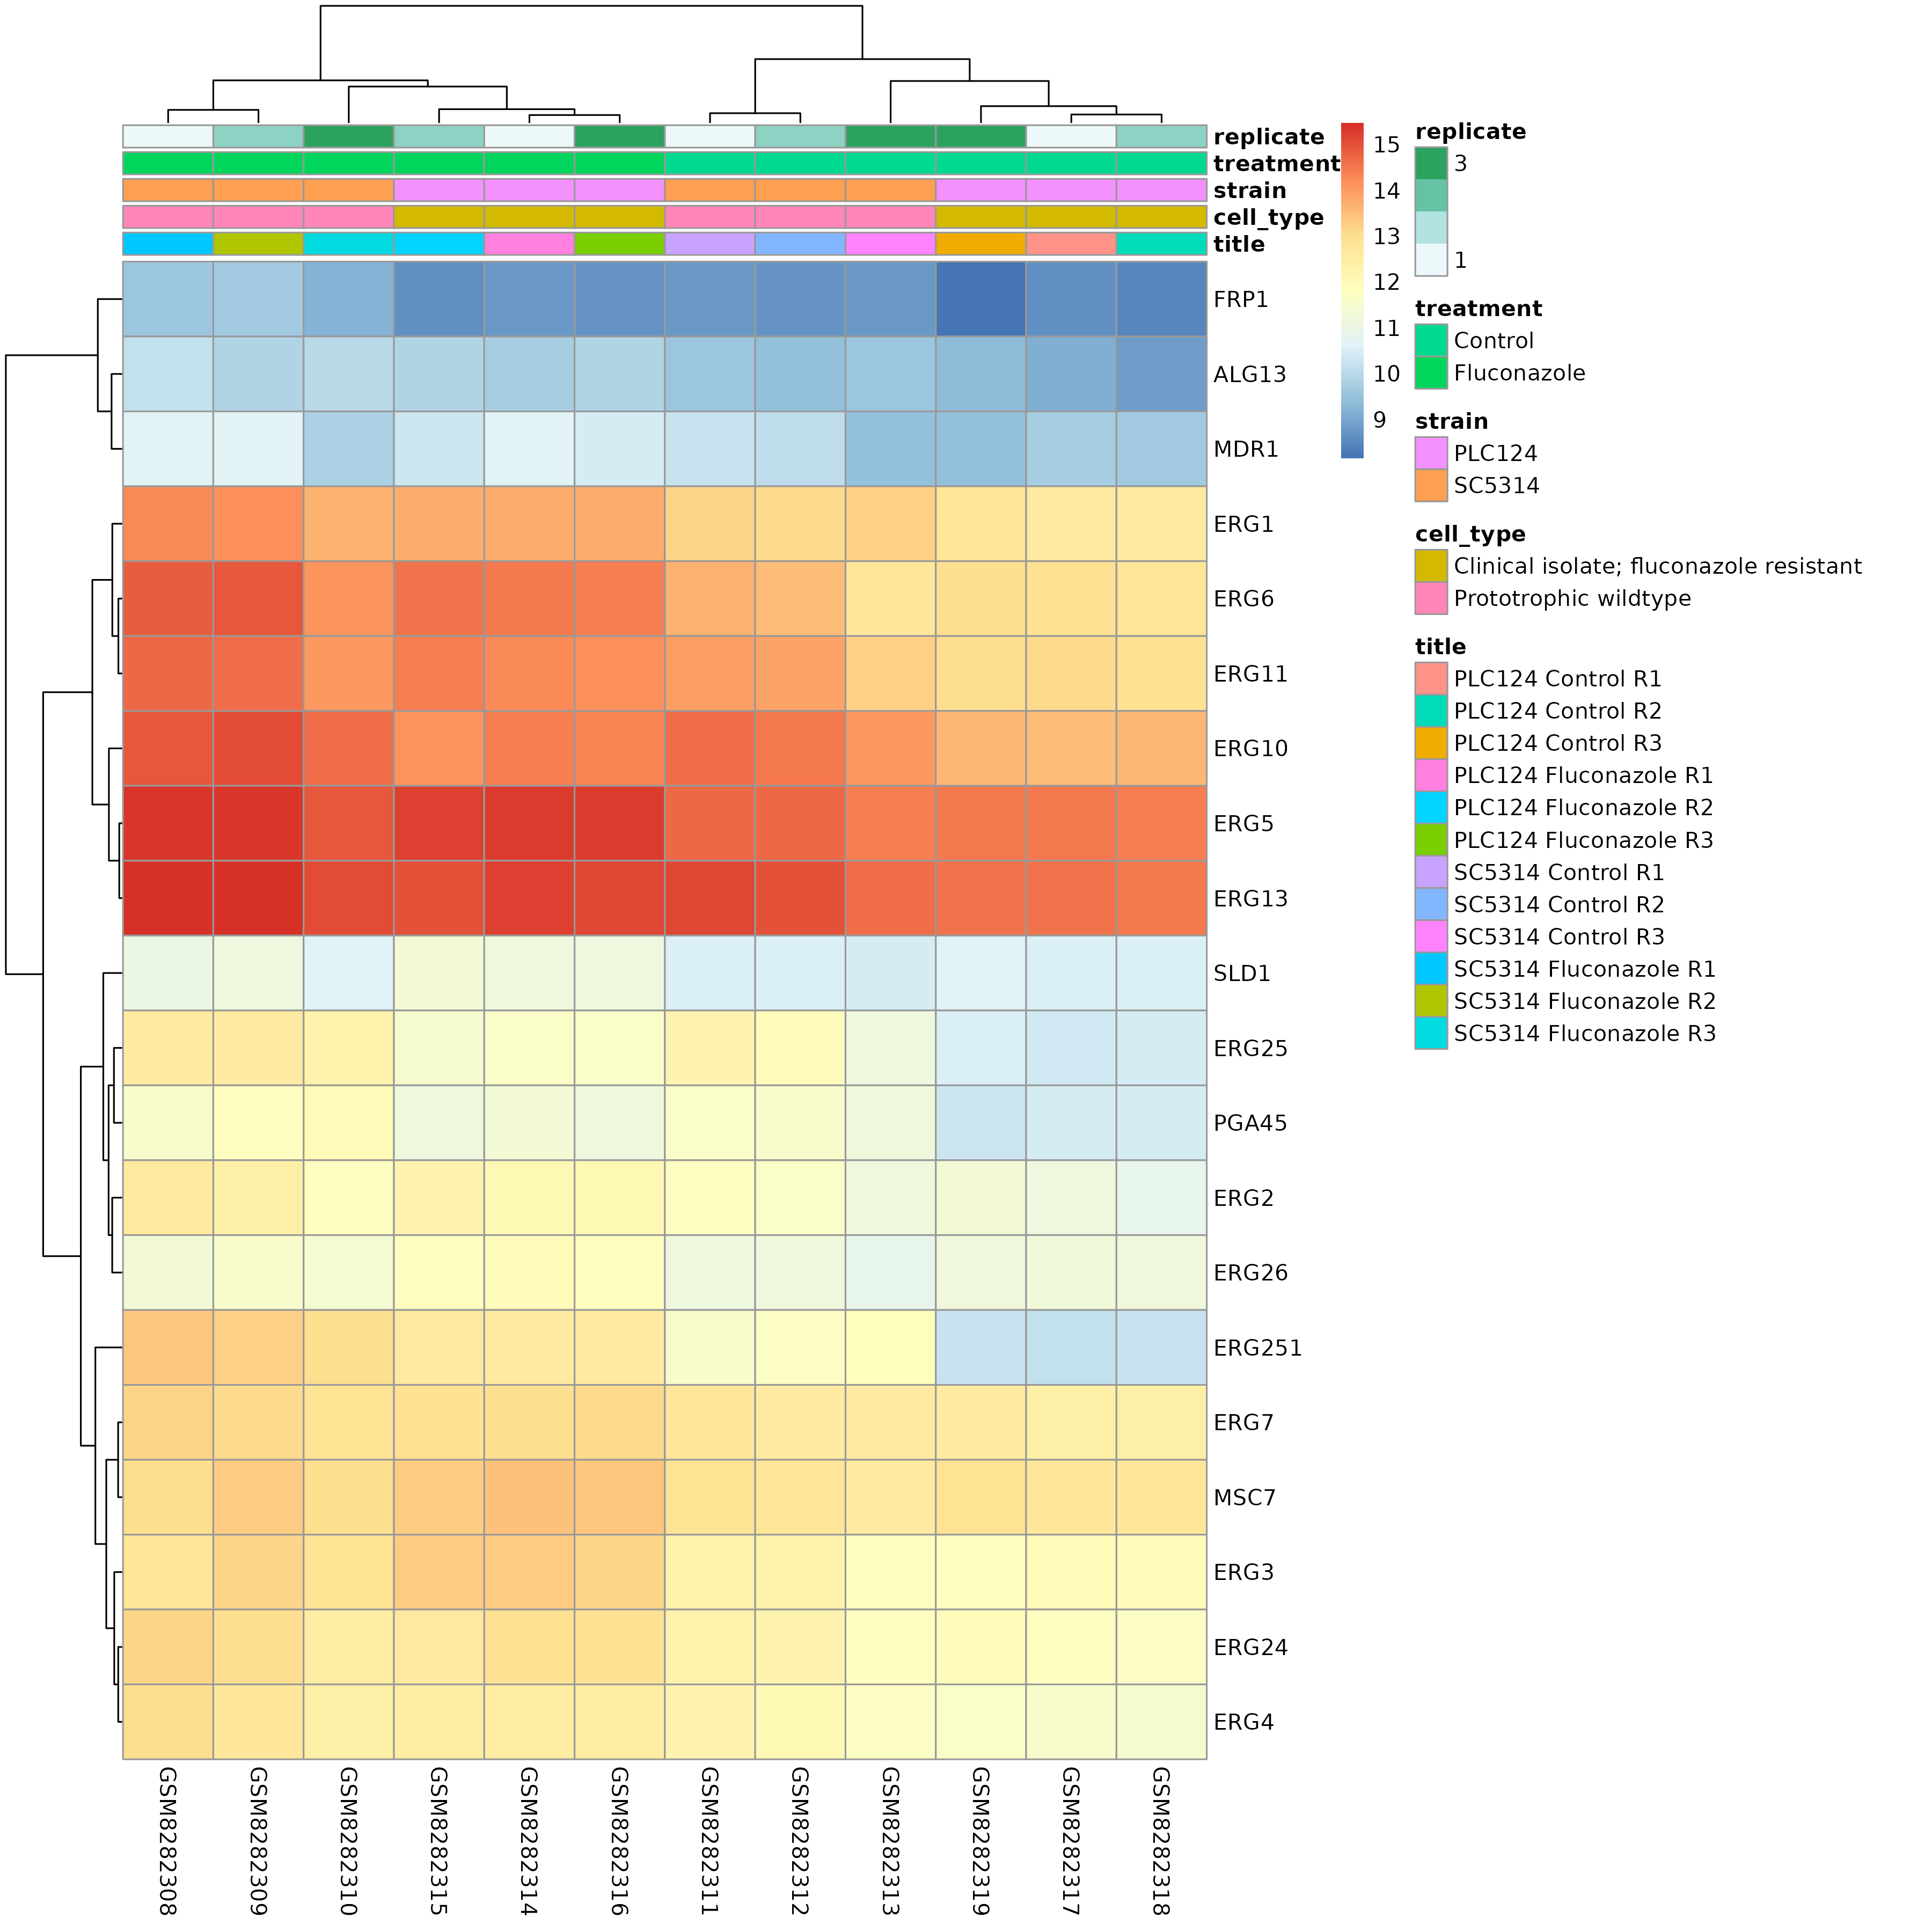 replicate
treatment
strain
cell_type
title
FRP1
ALG13
MDR1
ERG1
ERG6
ERG11
ERG10
ERG5
ERG13
SLD1
ERG25
PGA45
ERG2
ERG26
ERG251
ERG7
MSC7
ERG3
ERG24
ERG4
GSM8282308
GSM8282309
GSM8282310
GSM8282315
GSM8282314
GSM8282316
GSM8282311
GSM8282312
GSM8282313
GSM8282319
GSM8282317
GSM8282318
15
14
13
12
11
10
9
replicate
3
1
treatment
Control
Fluconazole
strain
PLC124
SC5314
cell_type
Clinical isolate; fluconazole resistant
Prototrophic wildtype
title
PLC124 Control R1
PLC124 Control R2
PLC124 Control R3
PLC124 Fluconazole R1
PLC124 Fluconazole R2
PLC124 Fluconazole R3
SC5314 Control R1
SC5314 Control R2
SC5314 Control R3
SC5314 Fluconazole R1
SC5314 Fluconazole R2
SC5314 Fluconazole R3